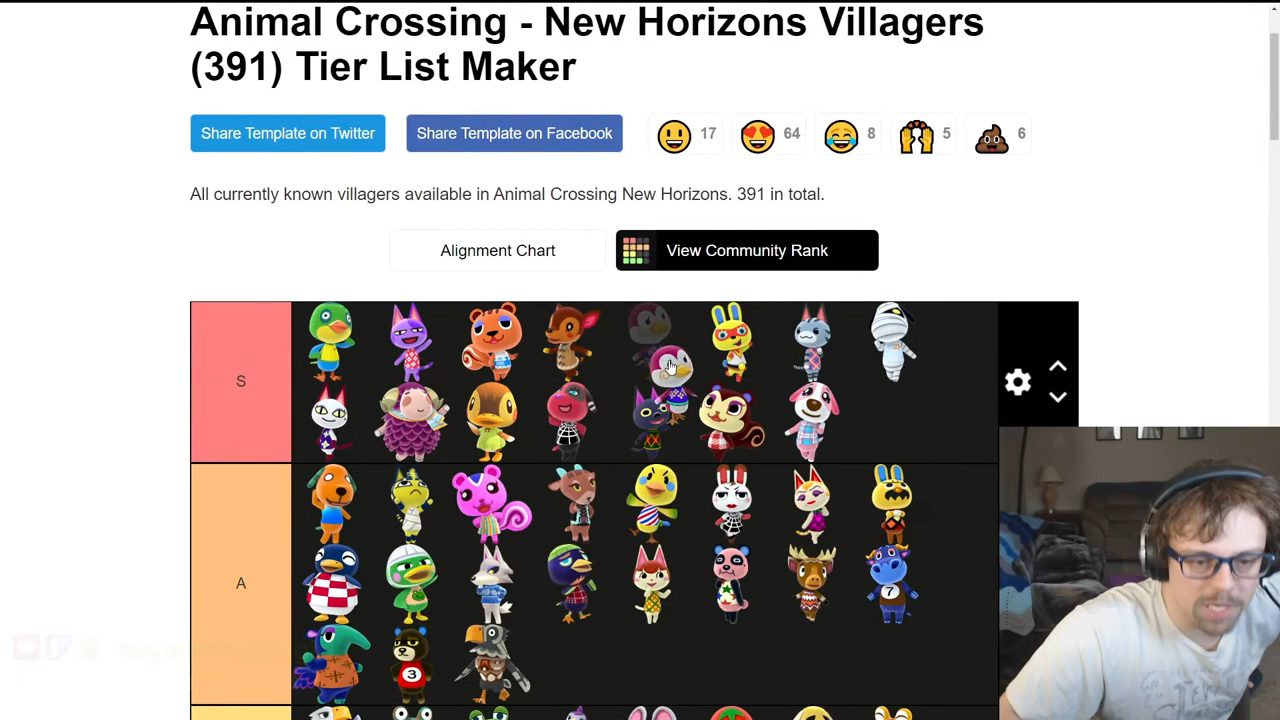 Animal Crossing - New Horizons Villagers
(391) Tier List Maker
Share Template on Twitter
Share Template on Facebook
17
64
8
5
6
All currently known villagers available in Animal Crossing New Horizons. 391 in total.
Alignment Chart
View Community Rank
S
A
7
3